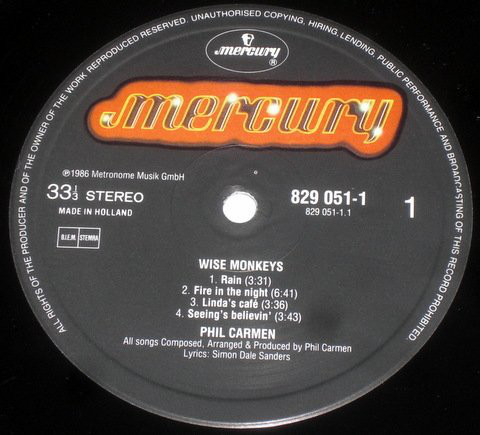 ALL RIGHTS OF THE PRODUCER AND OF THE OWNER OF THE WORK REPRODUCED RESERVED. UNAUTHORISED COPYING, HIRING, LENDING, PUBLIC PERFORMANCE AND BROADCASTING OF THIS RECORD PROHIBITED.
mercury
®
mercury
℗1986 Metronome Musik GmbH
33 1/3 STEREO
MADE IN HOLLAND
829 051-1
829 051-1.1
1
B.I.E.M. STEMRA
WISE MONKEYS
1. Rain (3:31)
2. Fire in the night (6:41)
3. Linda's café (3:36)
4. Seeing's believin' (3:43)
PHIL CARMEN
All songs Composed, Arranged & Produced by Phil Carmen
Lyrics: Simon Dale Sanders